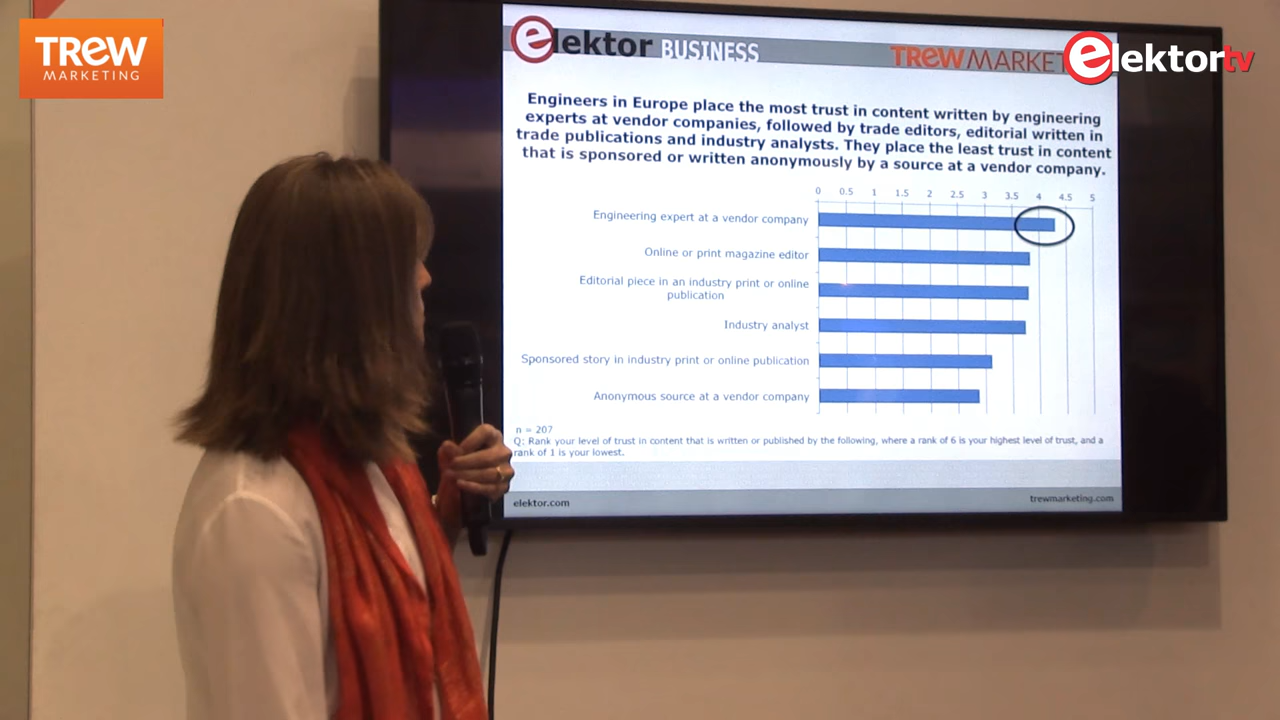 TREW
MARKETING
elektor BUSINESS
TREW MARKET
elektor tv
Engineers in Europe place the most trust in content written by engineering
experts at vendor companies, followed by trade editors, editorial written in
trade publications and industry analysts. They place the least trust in content
that is sponsored or written anonymously by a source at a vendor company.
0 0.5 1 1.5 2 2.5 3 3.5 4 4.5 5
Engineering expert at a vendor company
Online or print magazine editor
Editorial piece in an industry print or online
publication
Industry analyst
Sponsored story in industry print or online publication
Anonymous source at a vendor company
n = 207
Q: Rank your level of trust in content that is written or published by the following, where a rank of 6 is your highest level of trust, and a
rank of 1 is your lowest.
elektor.com
trewmarketing.com